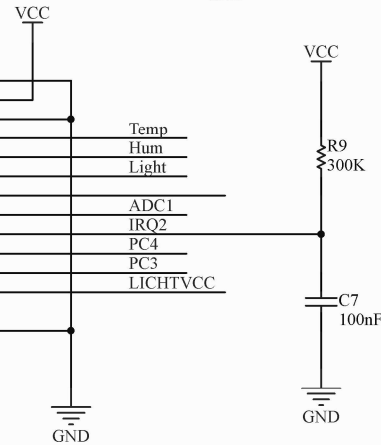 VCC
VCC
Temp
Hum
Light
R9
300K
ADC1
IRQ2
PC4
PC3
LICHTVCC
C7
100nF
GND
GND